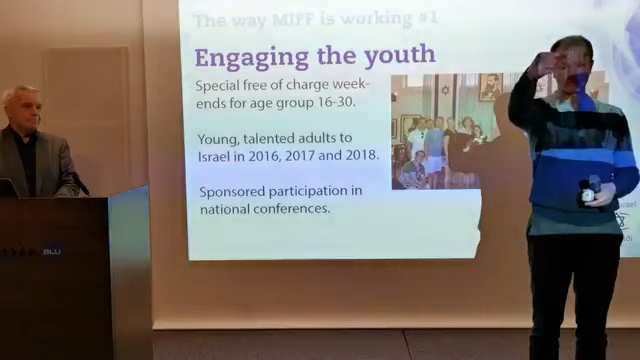 The way MIFF is working #1
Engaging the youth
Special free of charge week-
ends for age group 16-30.
Young, talented adults to
Israel in 2016, 2017 and 2018.
Sponsored participation in
national conferences.
BLU